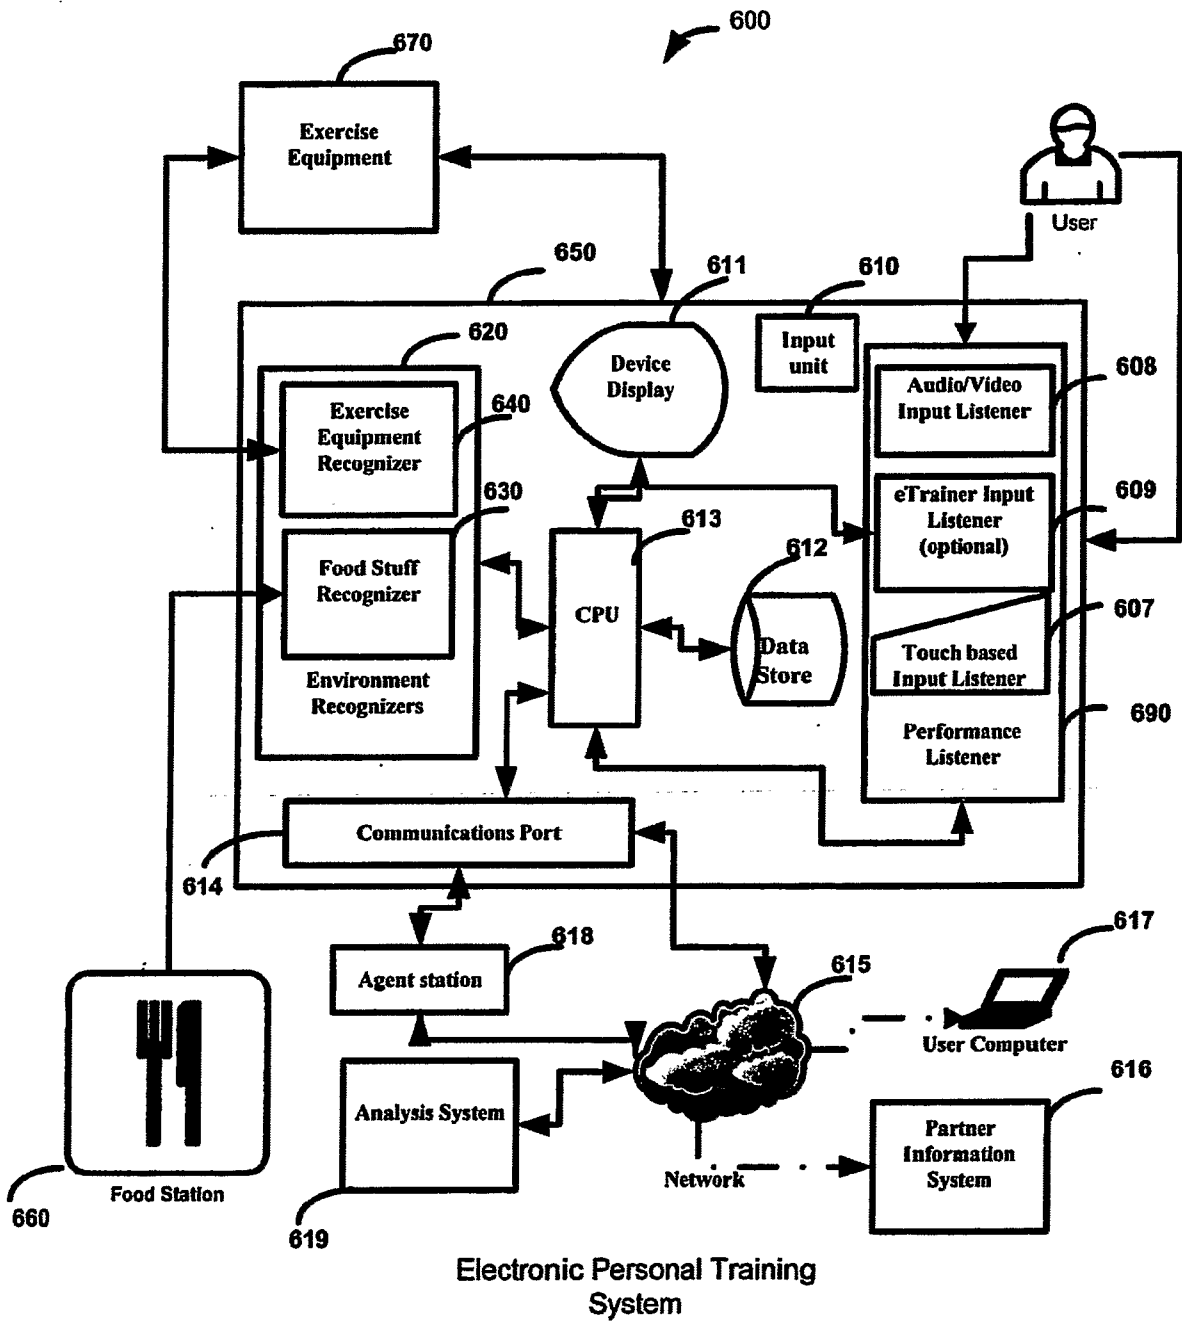 600
670
Exercise
Equipment
User
650
611
610
620
Device
Display
Input
unit
608
Audio/Video
Input Listener
640
Exercise
Equipment
Recognizer
630
609
eTrainer Input
Listener
(optional)
613
612
Food Stuff
Recognizer
CPU
607
Data
Store
Touch based
Input Listener
Environment
Recognizers
690
Performance
Listener
Communications Port
614
618
617
Agent station
615
User Computer
616
Analysis System
Partner
Information
System
Network
Food Station
660
619
Electronic Personal Training
System